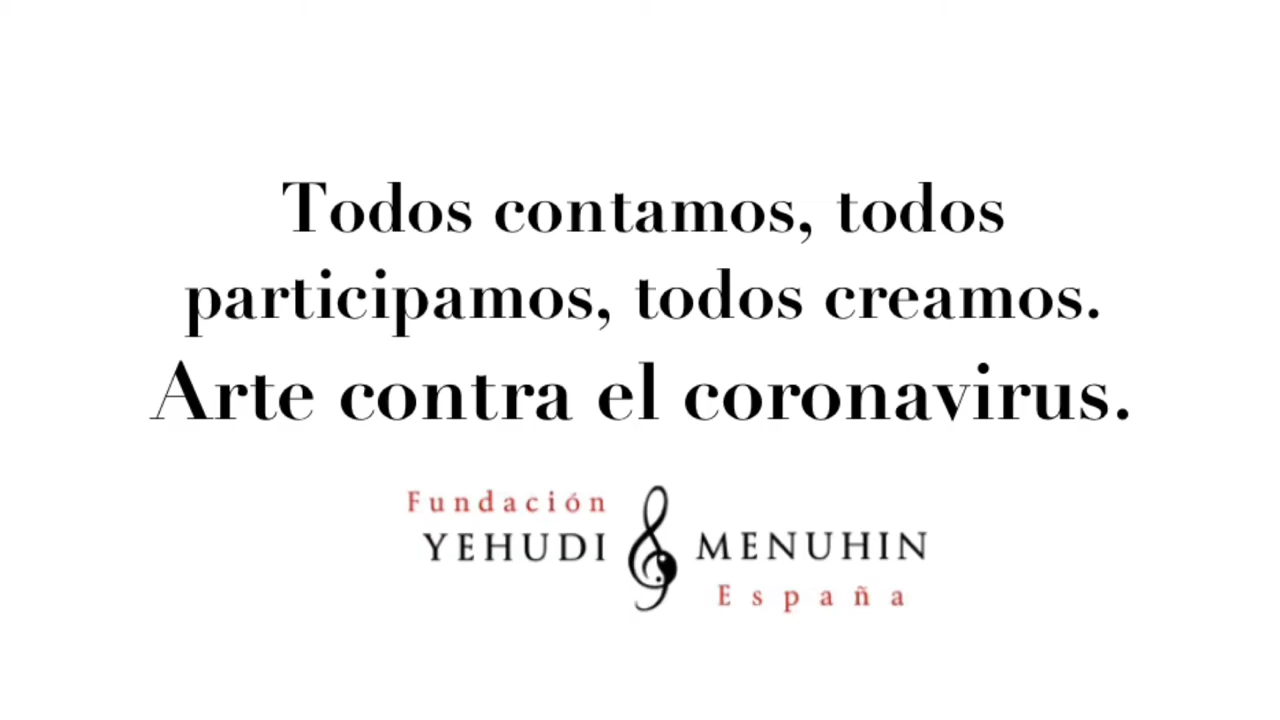 Todos contamos, todos
participamos, todos creamos.
Arte contra el coronavirus.
Fundación
YEHUDI MENUHIN
España